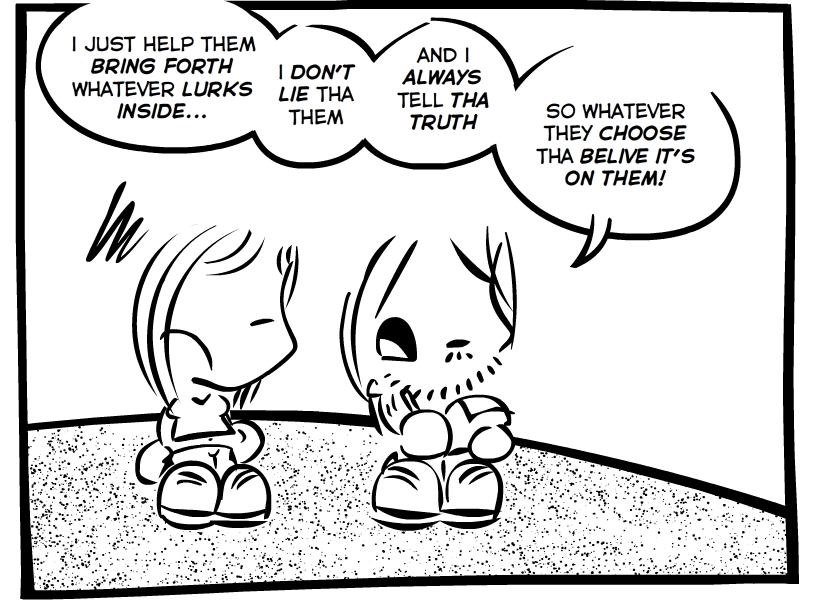 I JUST HELP THEM
BRING FORTH
WHATEVER LURKS
INSIDE...
I DON'T
LIE THA
THEM
AND I
ALWAYS
TELL THA
TRUTH
SO WHATEVER
THEY CHOOSE
THA BELIVE IT'S
ON THEM!